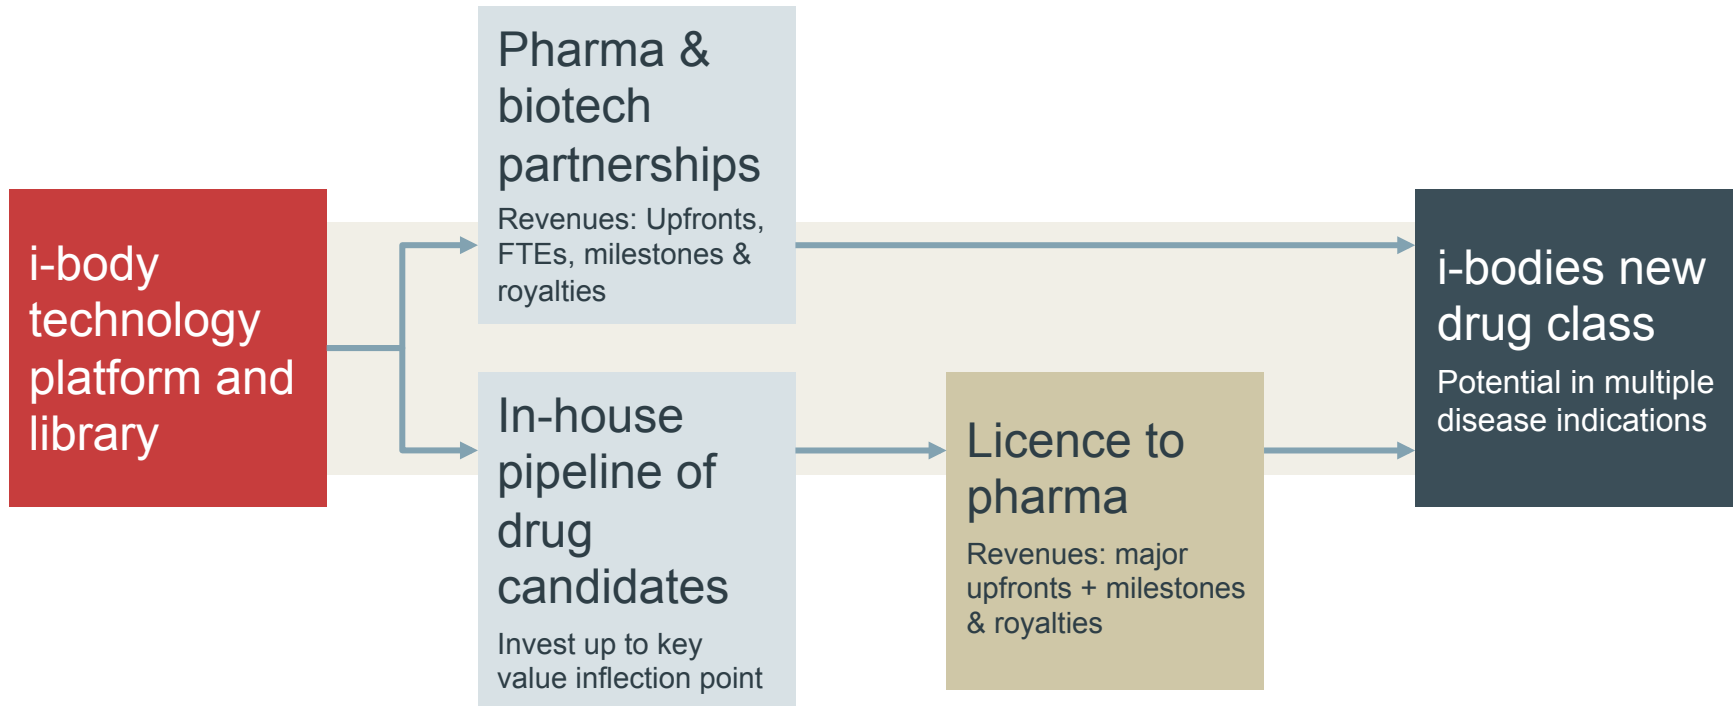 i-body
technology
platform and
library
Pharma &
biotech
partnerships
Revenues: Upfronts,
FTEs, milestones &
royalties
In-house
pipeline of
drug
candidates
Invest up to key
value inflection point
Licence to
pharma
Revenues: major
upfronts + milestones
& royalties
i-bodies new
drug class
Potential in multiple
disease indications